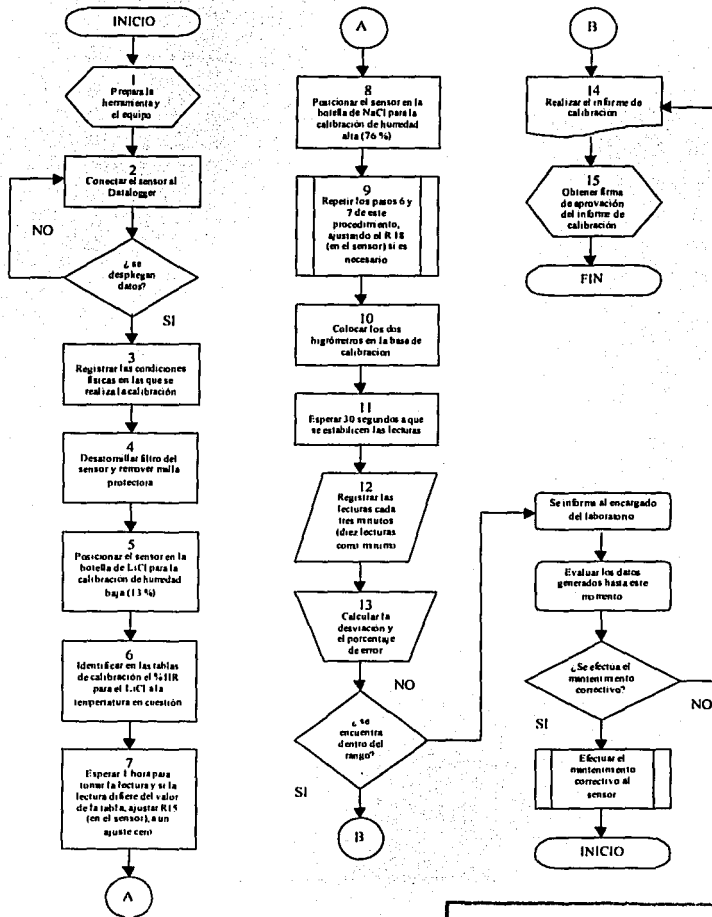 INICIO
1
Prepara la
herramienta y
el equipo
2
Conectar el sensor al
Datalogger
NO
¿ se
despliegan
datos?
SI
3
Registrar las condiciones
físicas en las que se
realiza la calibración
4
Desatornillar filtro del
sensor y remover malla
protectora
5
Posicionar el sensor en la
botella de LiCl para la
calibración de humedad
baja (13 %)
6
Identificar en las tablas
de calibración el %HR
para el LiCl a la
temperatura en cuestión
7
Esperar 1 hora para
tomar la lectura y si la
lectura difiere del valor
de la tabla, ajustar R15
(en el sensor), a un
ajuste cero
A
A
8
Posicionar el sensor en la
botella de NaCl para la
calibración de humedad
alta (76 %)
9
Repetir los pasos 6 y
7 de este
procedimiento,
ajustando el R18
(en el sensor) si es
necesario
10
Colocar los dos
higrómetros en la base de
calibracion
11
Esperar 30 segundos a que
se estabilicen las lecturas
12
Registrar las
lecturas cada
tres minutos
(diez lecturas
como mínimo
13
Calcular la
desviación y
el porcentaje
de error
NO
¿ se
encuentra
dentro del
rango?
SI
B
B
14
Realizar el informe de
calibracion
15
Obtener firma
de aprovación
del informe de
calibración
FIN
Se informa al encargado
del laboratorio
Evaluar los datos
generados hasta este
momento
¿Se efectua el
mantenimento
correctivo?
NO
SI
Efectuar el
mantenimento
correctivo al
sensor
INICIO